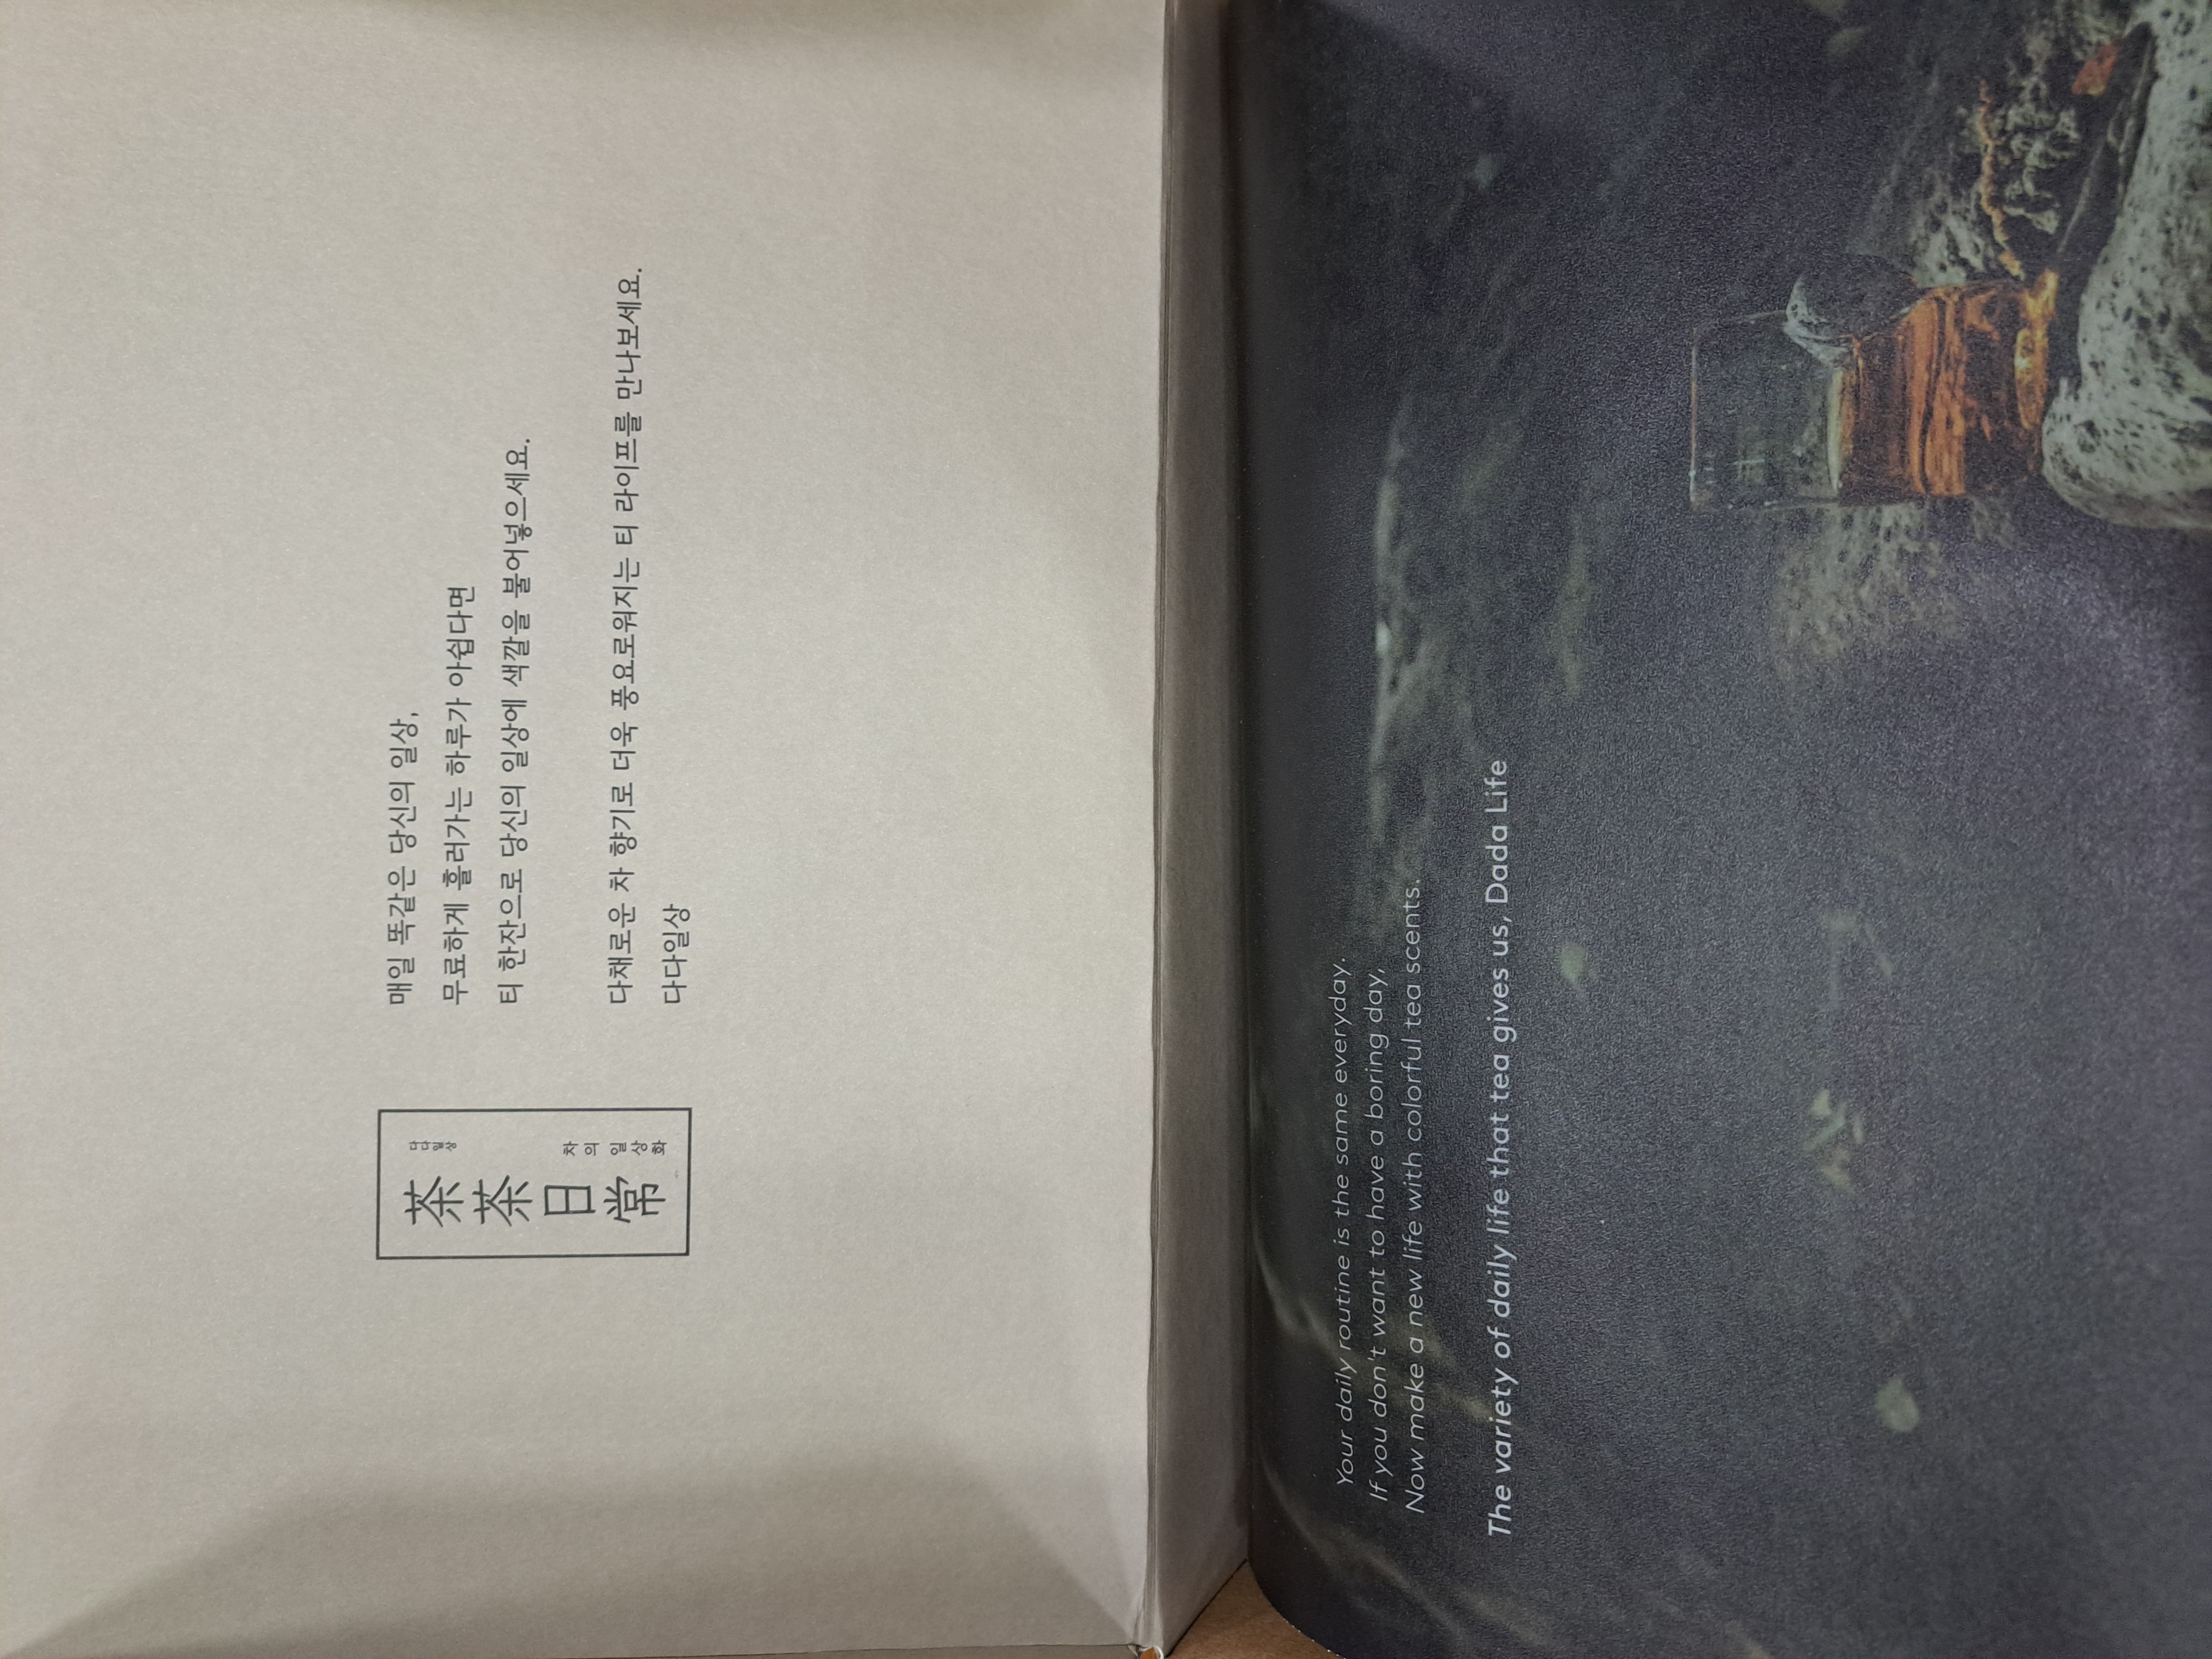 茶茶日常
다다일상
차의 일상화
매일 똑같은 당신의 일상,
무료하게 흘러가는 하루가 아쉽다면
티 한잔으로 당신의 일상에 색깔을 불어넣으세요.
다채로운 차 향기로 더욱 풍요로워지는 티 라이프를 만나보세요.
다다일상
Your daily routine is the same everyday.
If you don't want to have a boring day,
Now make a new life with colorful tea scents.
The variety of daily life that tea gives us, Dada Life